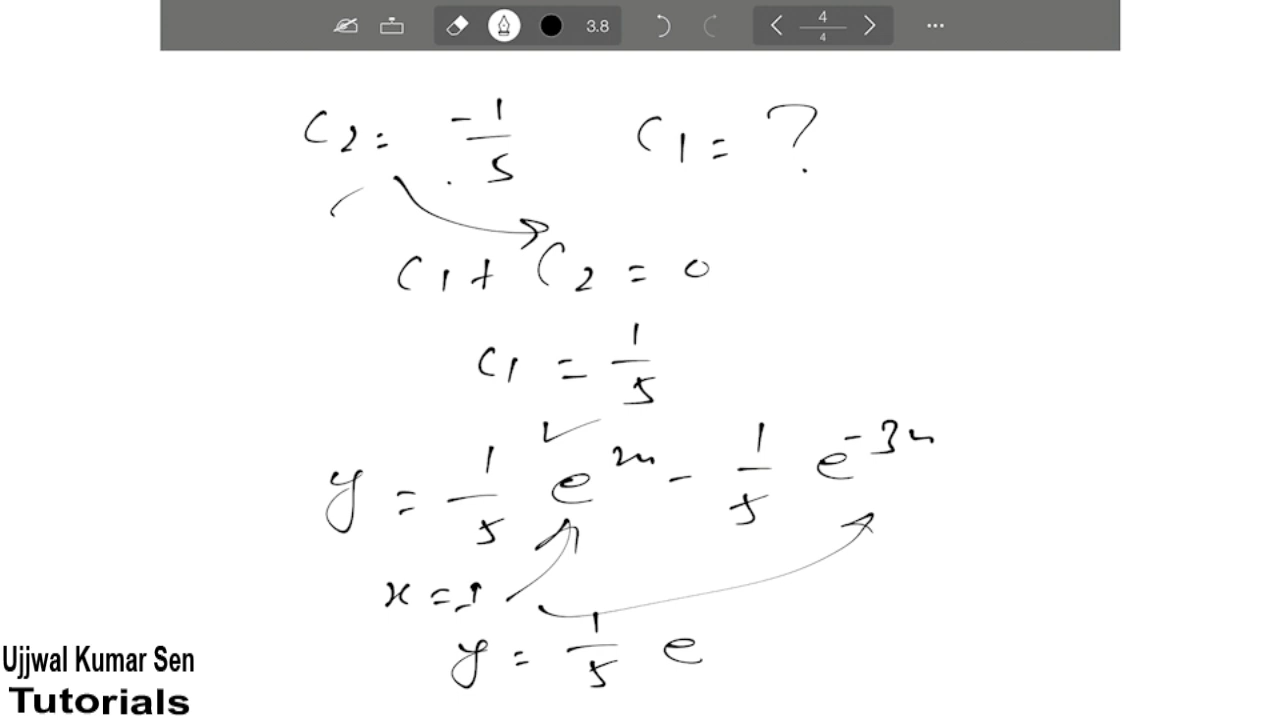 3.8
4
4
C2 = -1/5 C1 = ?
C1 + C2 = 0
C1 = 1/5
y = 1/5 e^2x - 1/5 e^-3x
x = 1
y = 1/5 e
Ujjwal Kumar Sen
Tutorials